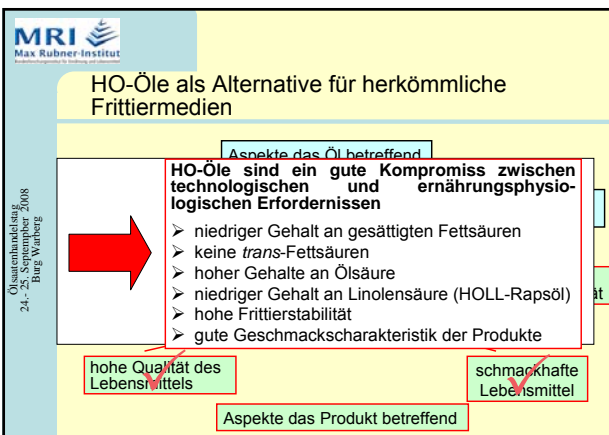 MRI
Max Rubner-Institut
HO-Öle als Alternative für herkömmliche
Frittiermedien
Ölsaatenhandelstag
24.- 25. Septempber 2008
Burg Warberg
Aspekte das Öl betreffend
HO-Öle sind ein gute Kompromiss zwischen
technologischen und ernährungsphysio-
logischen Erfordernissen
niedriger Gehalt an gesättigten Fettsäuren
keine trans-Fettsäuren
hoher Gehalte an Ölsäure
niedriger Gehalt an Linolensäure (HOLL-Rapsöl)
hohe Frittierstabilität
gute Geschmackscharakteristik der Produkte
hohe Qualität des
Lebensmittels
schmackhafte
Lebensmittel
Aspekte das Produkt betreffend